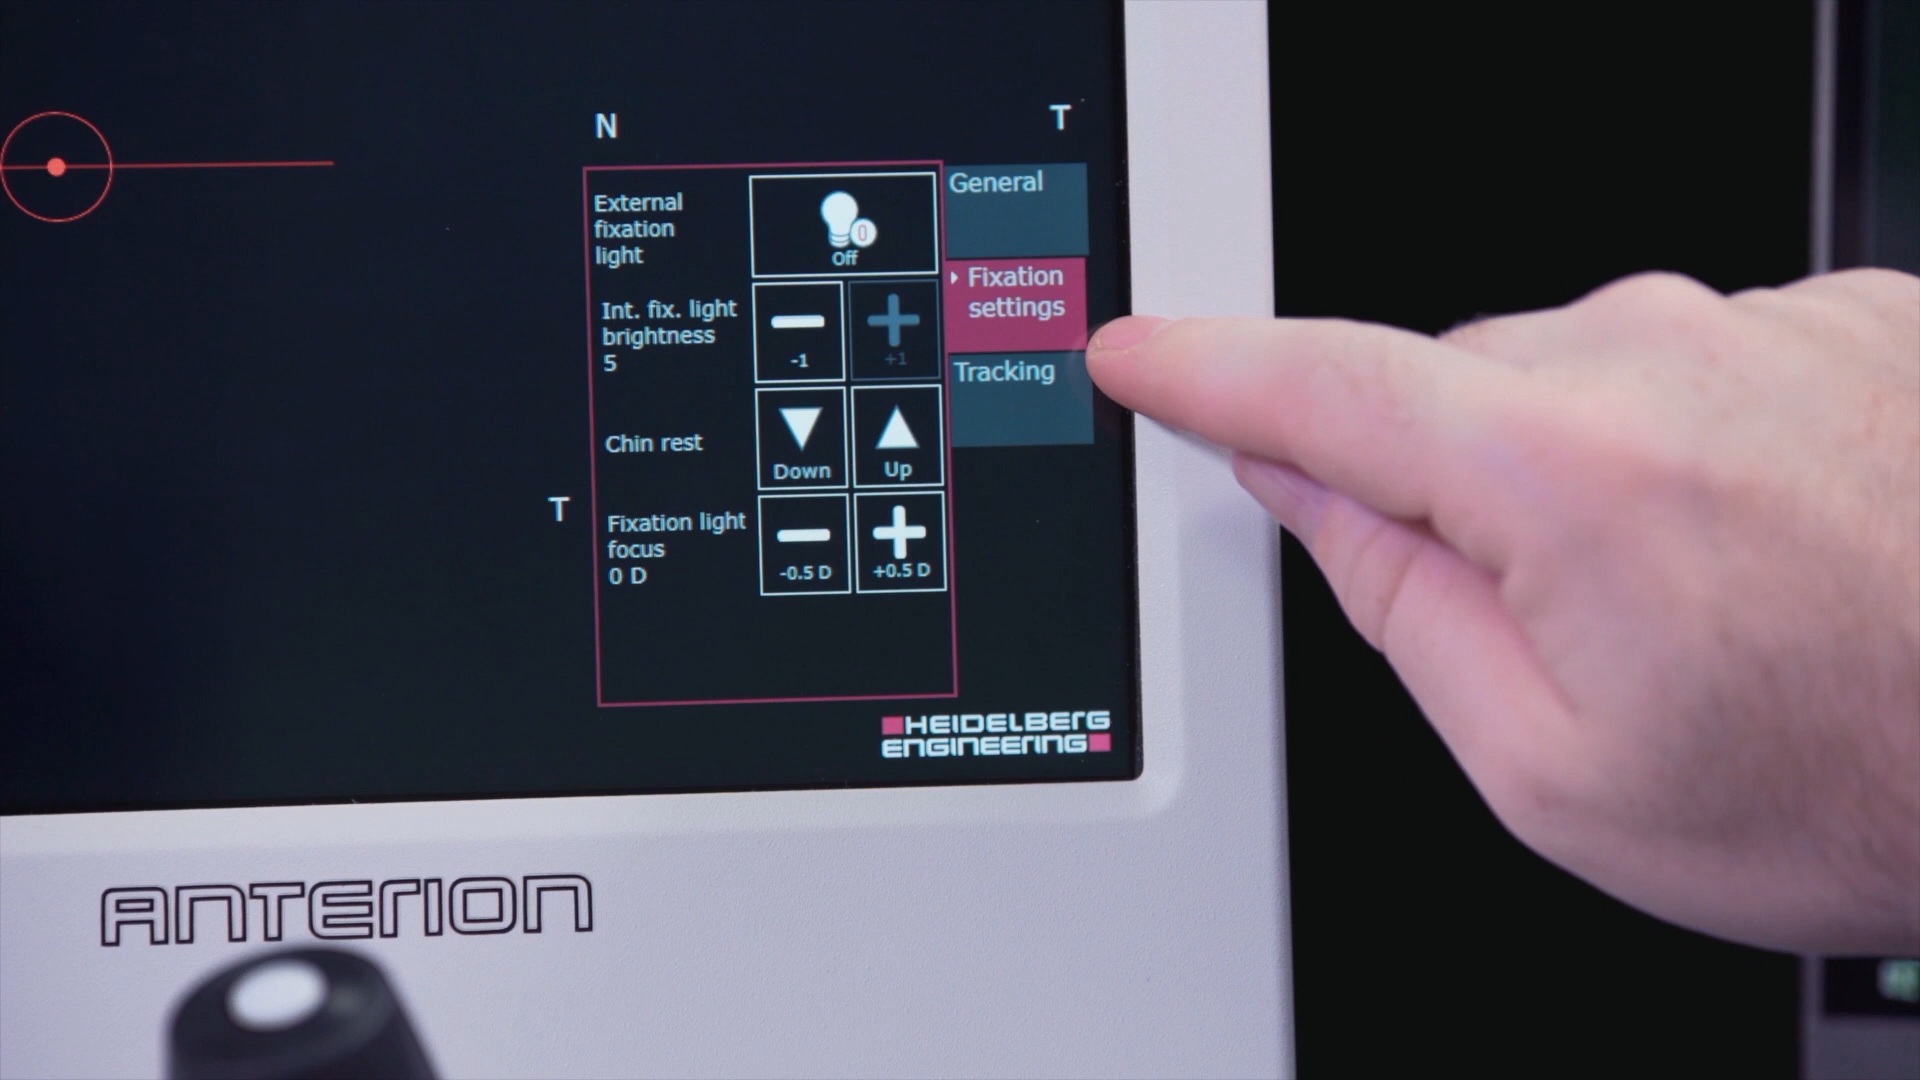 N
T
External
fixation
light
0
Off
General
Fixation
settings
Int. fix. light
brightness
5
-1
+1
Tracking
Chin rest
Down
Up
T
Fixation light
focus
0 D
-0.5 D
+0.5 D
HEIDELBERG
ENGINEERING
ANTERION